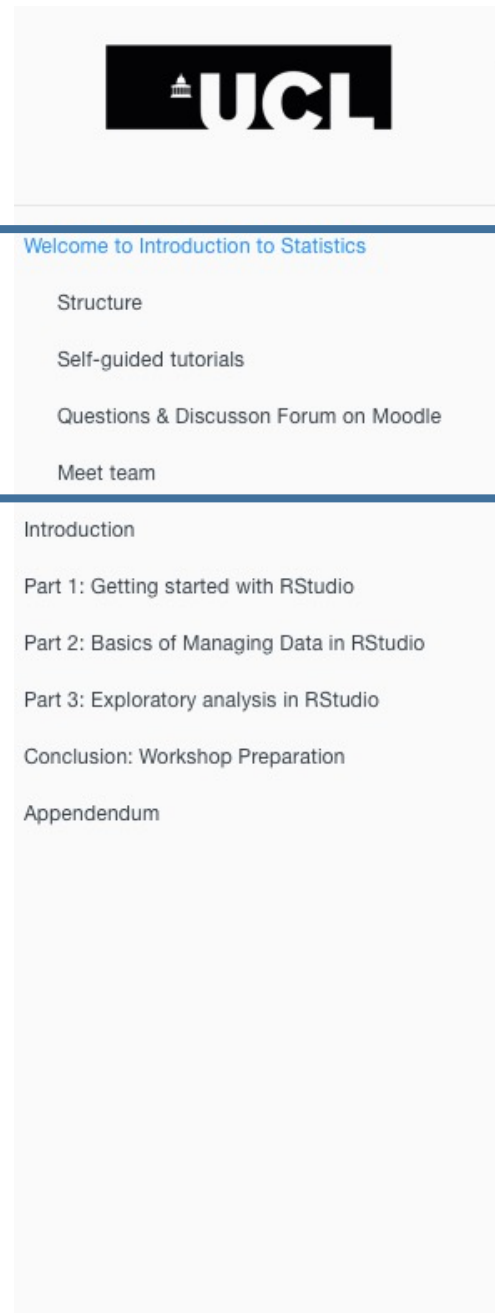 UCL
Welcome to Introduction to Statistics
Structure
Self-guided tutorials
Questions & Discusson Forum on Moodle
Meet team
Introduction
Part 1: Getting started with RStudio
Part 2: Basics of Managing Data in RStudio
Part 3: Exploratory analysis in RStudio
Conclusion: Workshop Preparation
Appendendum